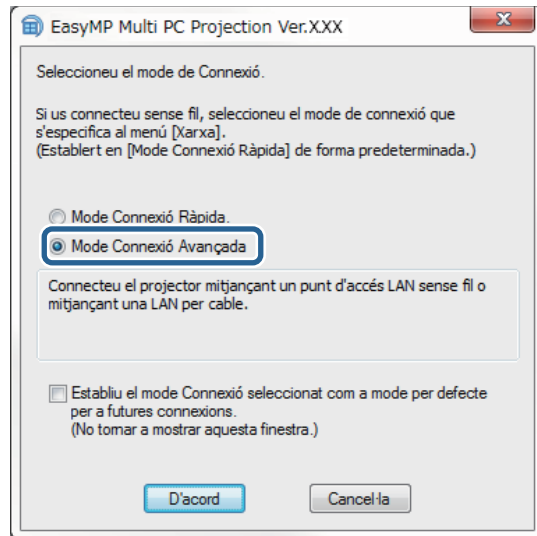 EasyMP Multi PC Projection Ver.X.XX
Seleccioneu el mode de Connexió.
Si us connecteu sense fil, seleccioneu el mode de connexió que
s'especifica al menú [Xarxa].
(Establert en [Mode Connexió Ràpida] de forma predeterminada.)
Mode Connexió Ràpida.
Mode Connexió Avançada
Connecteu el projector mitjançant un punt d'accés LAN sense fil o
mitjançant una LAN per cable.
Establiu el mode Connexió seleccionat com a mode per defecte
per a futures connexions.
(No tornar a mostrar aquesta finestra.)
D'acord
Cancel·la